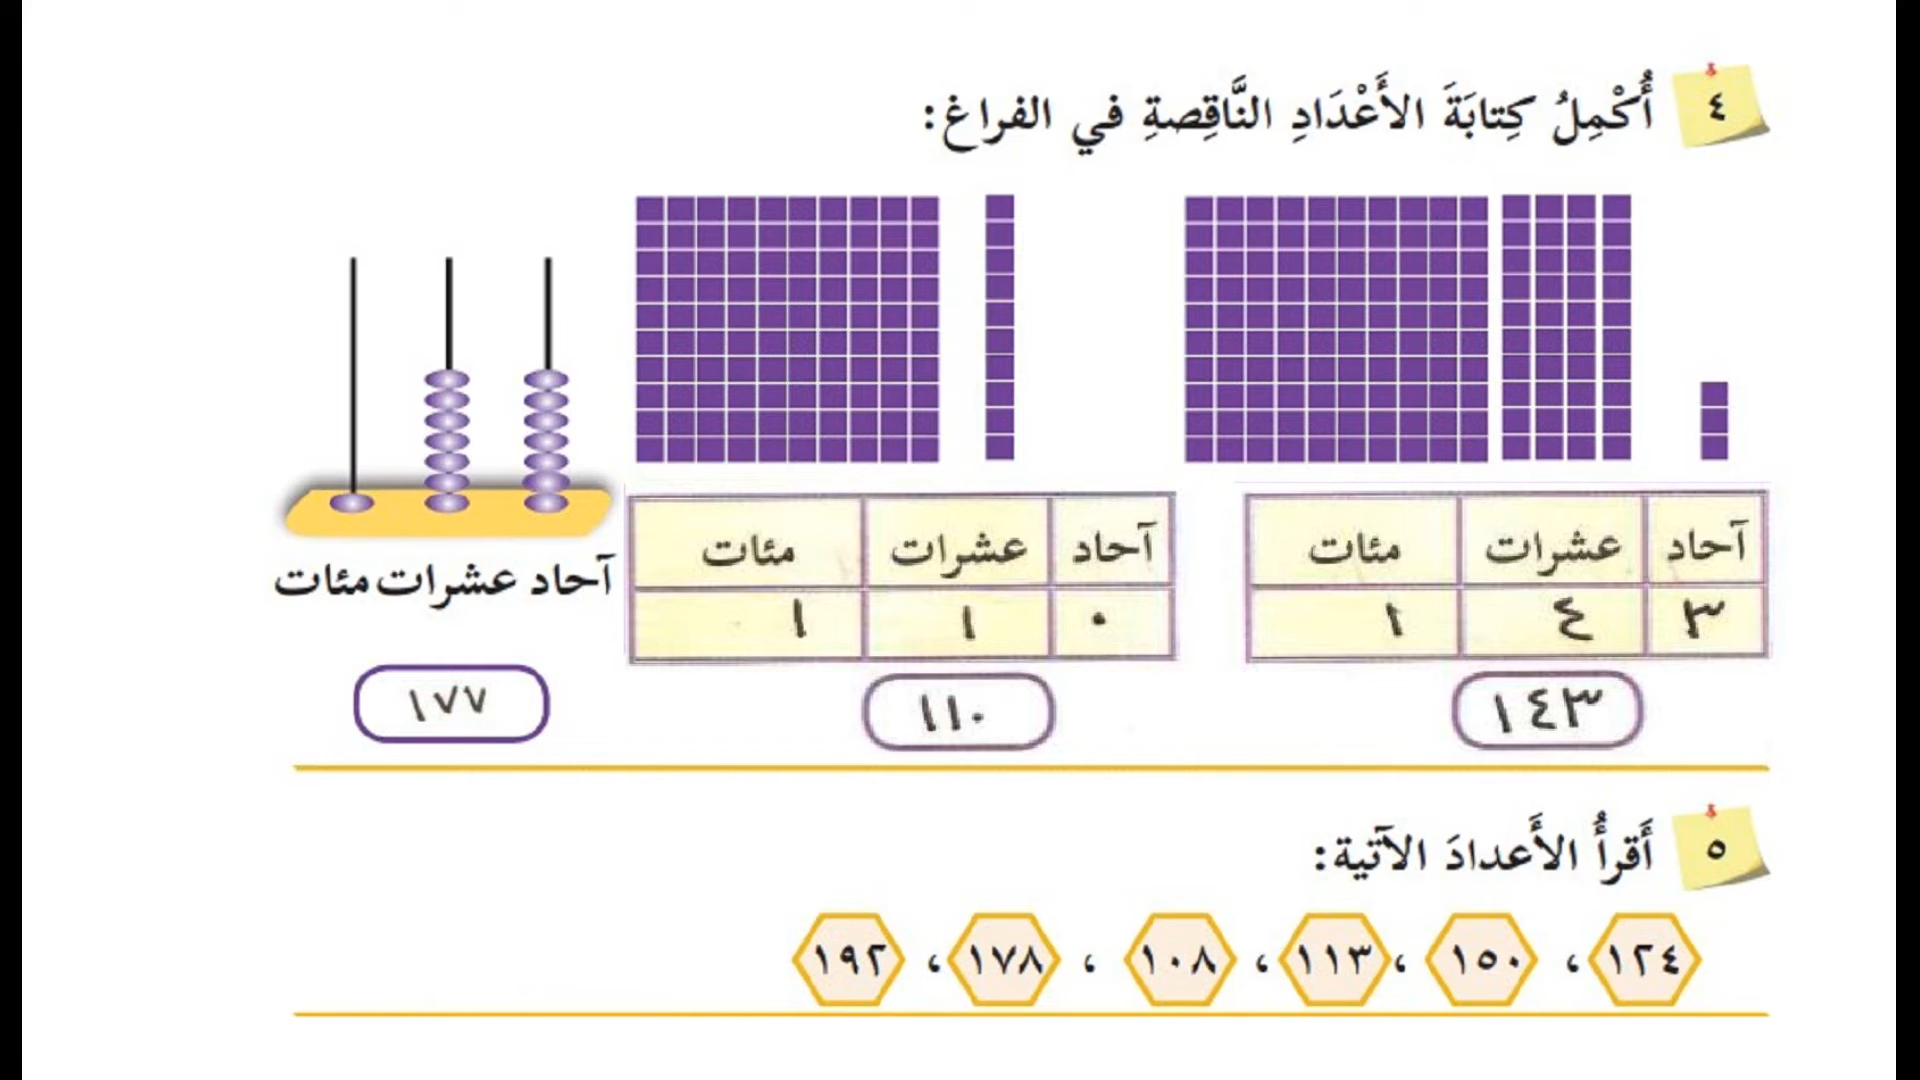 ٤ أُكْمِلُ كِتابَةَ الأَعْدَادِ النَّاقِصةِ في الفراغ:
آحاد عشرات مئات
٣ ٤ ١
١٤٣
آحاد عشرات مئات
٠ ١ ١
١١٠
آحاد عشرات مئات
١٧٧
٥ أَقرأُ الأَعدادَ الآتية:
١٢٤ ، ١٥٠ ، ١١٣ ، ١٠٨ ، ١٧٨ ، ١٩٢